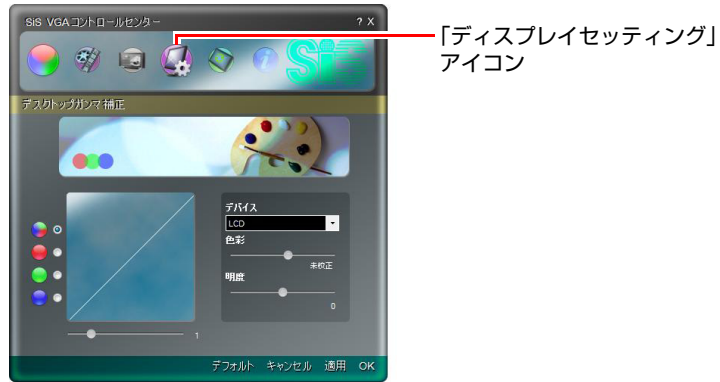 SiS VGAコントロールセンター ? X
SiS
「ディスプレイセッティング」
アイコン
デスクトップガンマ補正
デバイス
LCD
色彩
未校正
明度
0
1
デフォルト キャンセル 適用 OK